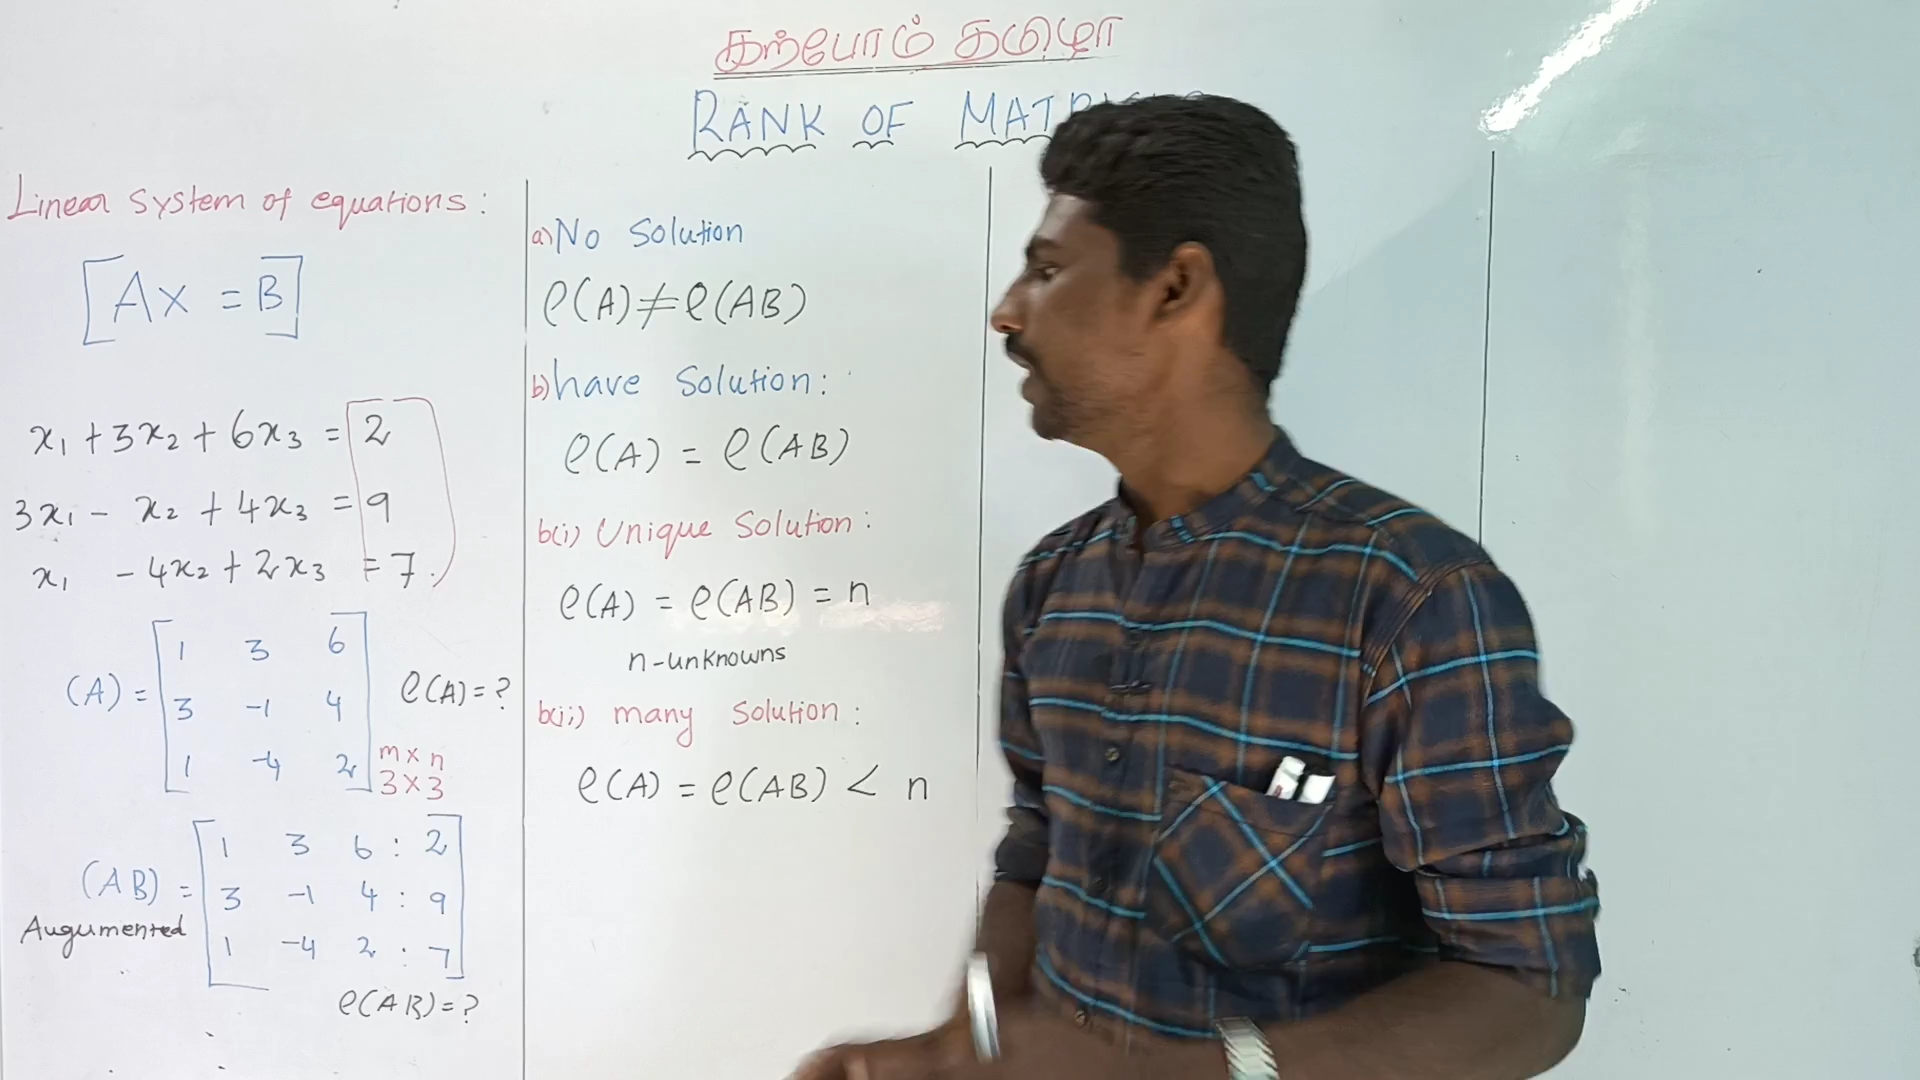 கற்போம் தமிழா
RANK OF
Linear System of equations:
[Ax = B]
x₁ + 3x₂ + 6x₃ = 2
3x₁ - x₂ + 4x₃ = 9
x₁ - 4x₂ + 2x₃ = 7.
(A) = [1 3 6
3 -1 4
1 -4 2] m×n
3×3
ρ(A) = ?
(AB) = [1 3 6 : 2
3 -1 4 : 9
1 -4 2 : 7]
Augumented
ρ(AB) = ?
a) No Solution
ρ(A) ≠ ρ(AB)
b) have Solution:
ρ(A) = ρ(AB)
b(i) Unique Solution:
ρ(A) = ρ(AB) = n
n-unknowns
b(ii) many Solution:
ρ(A) = ρ(AB) < n